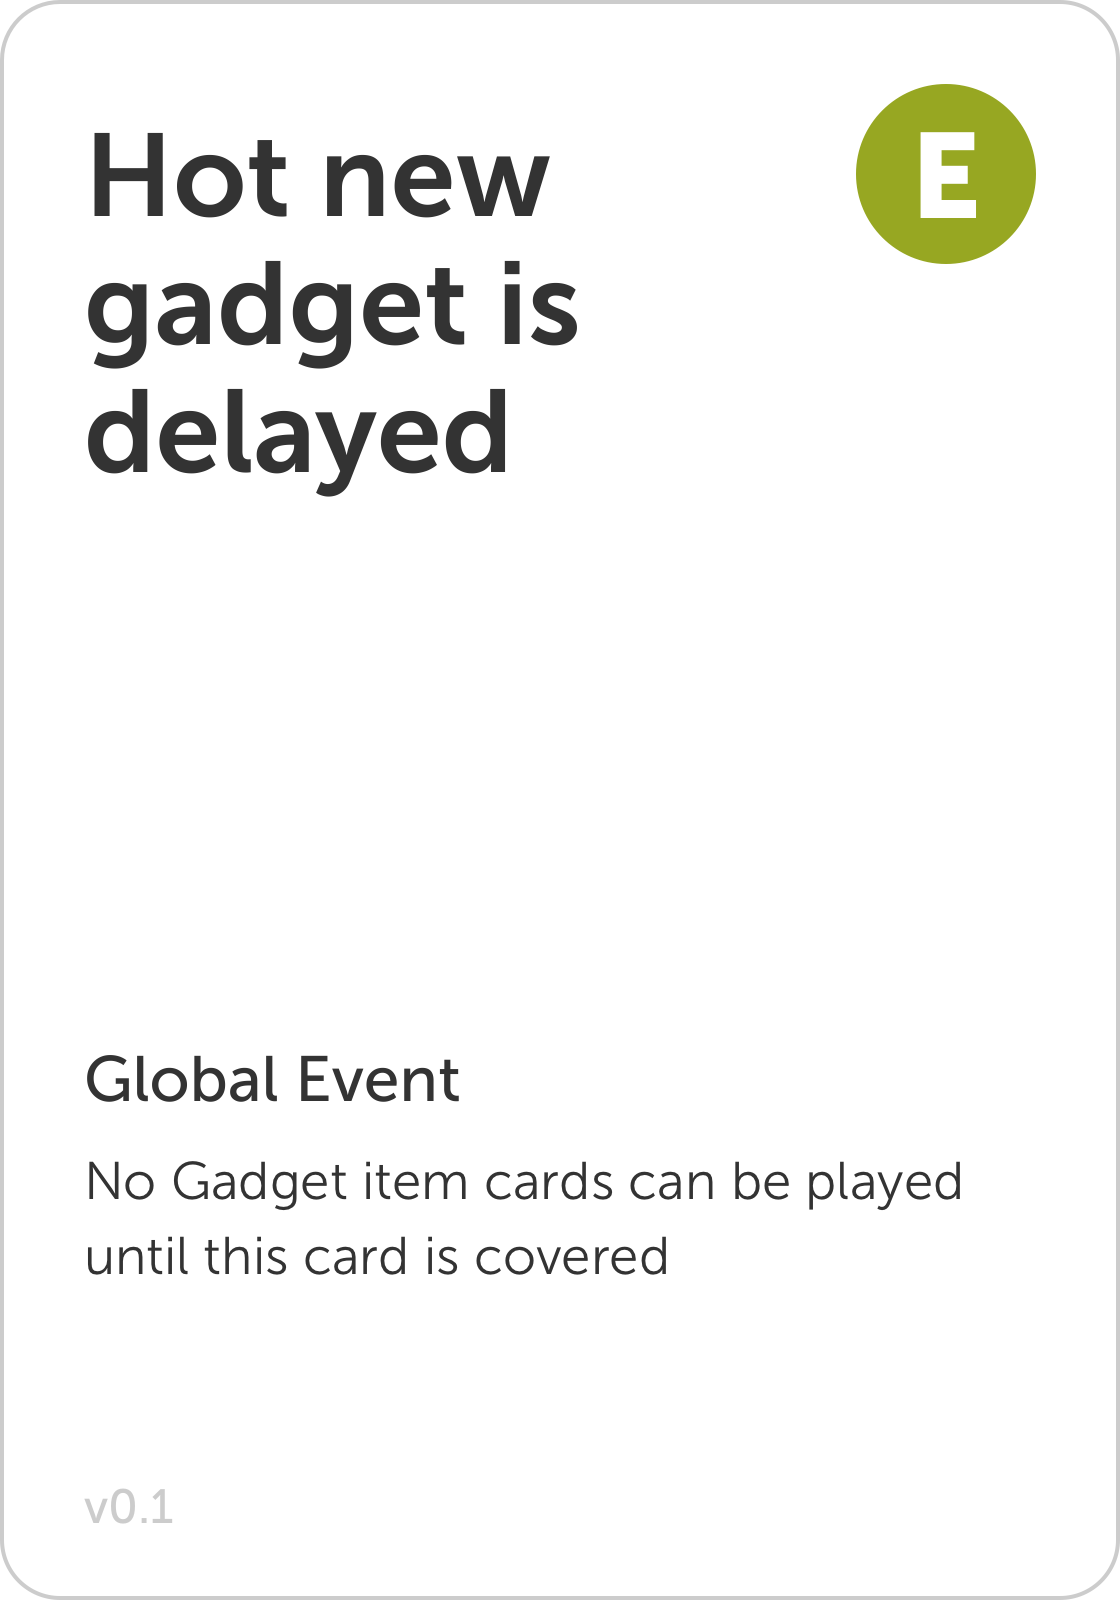 Hot new
E
gadget is
delayed
Global Event
No Gadget item cards can be played
until this card is covered
v0.1